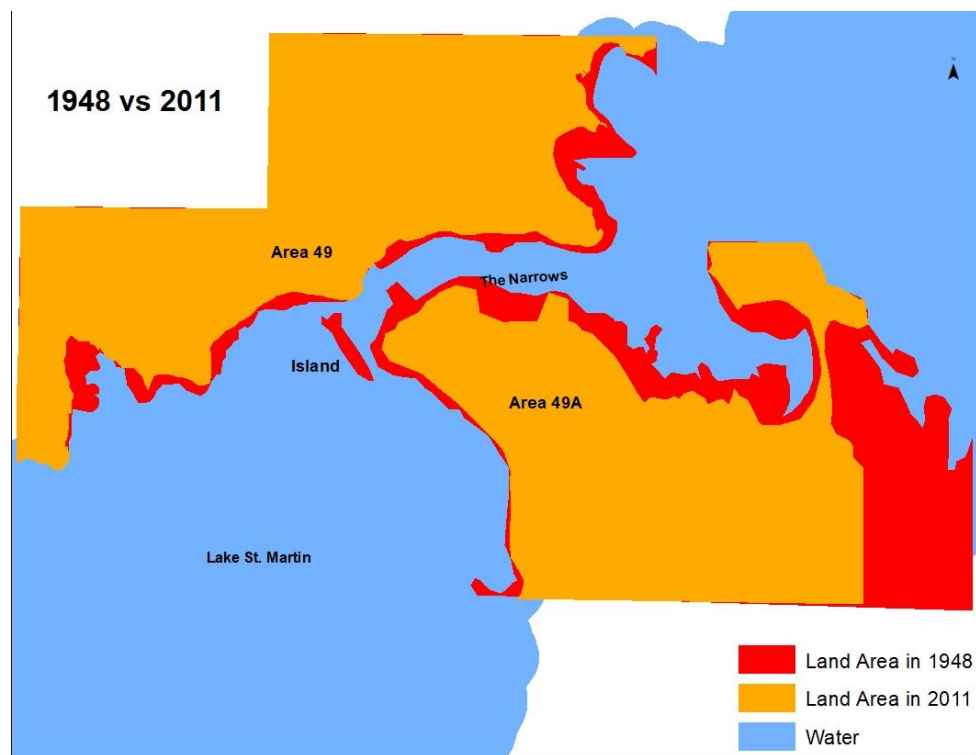 N
1948 vs 2011
Area 49
The Narrows
Island
Area 49A
Lake St. Martin
Land Area in 1948
Land Area in 2011
Water